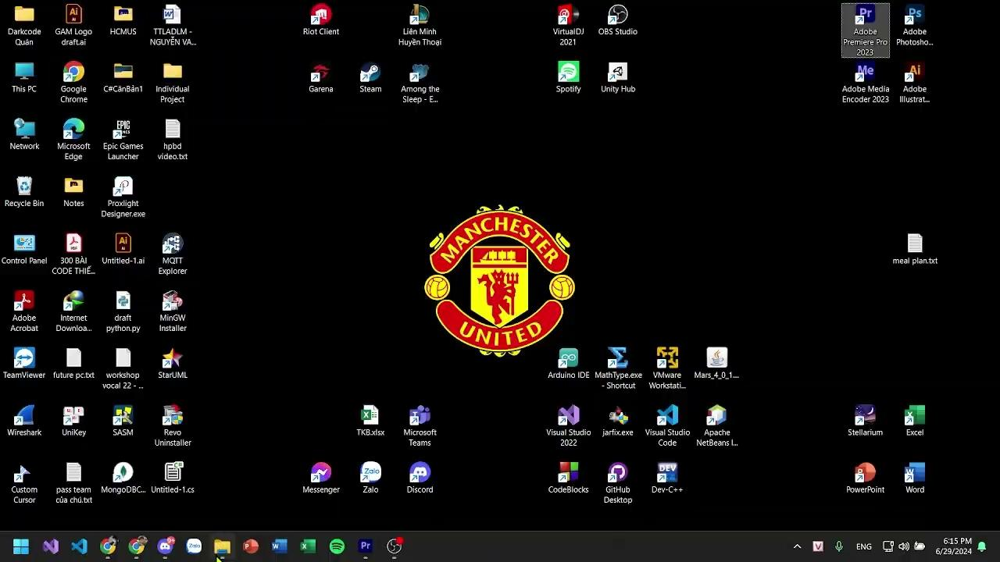 Darkcode
Quân
GAM Logo
draft.ai
HCMUS
TTLADLM -
NGUYỄN VA...
Riot Client
Liên Minh
Huyền Thoại
VirtualDJ
2021
OBS Studio
Adobe
Premiere Pro
2023
Adobe
Photosho...
This PC
Google
Chrome
C#CănBản1
Individual
Project
Garena
Steam
Among the
Sleep - E...
Spotify
Unity Hub
Adobe Media
Encoder 2023
Adobe
Illustrat...
Network
Microsoft
Edge
Epic Games
Launcher
hpbd
video.txt
Recycle Bin
Notes
Proxlight
Designer.exe
MANCHESTER
UNITED
Control Panel
300 BÀI
CODE THIẾ...
Untitled-1.ai
MQTT
Explorer
meal plan.txt
Adobe
Acrobat
Internet
Downloa...
draft
python.py
MinGW
Installer
TeamViewer
future pc.txt
workshop
vocal 22 - ...
StarUML
Arduino IDE
MathType.exe
- Shortcut
VMware
Workstati...
Mars_4_0_1_...
Wireshark
UniKey
SASM
Revo
Uninstaller
TKB.xlsx
Microsoft
Teams
Visual Studio
2022
jarfix.exe
Visual Studio
Code
Apache
NetBeans I...
Stellarium
Excel
Custom
Cursor
pass team
của chú.txt
MongoDBC...
Untitled-1.cs
Messenger
Zalo
Discord
CodeBlocks
GitHub
Desktop
Dev-C++
PowerPoint
Word
ENG
6:15 PM
6/29/2024